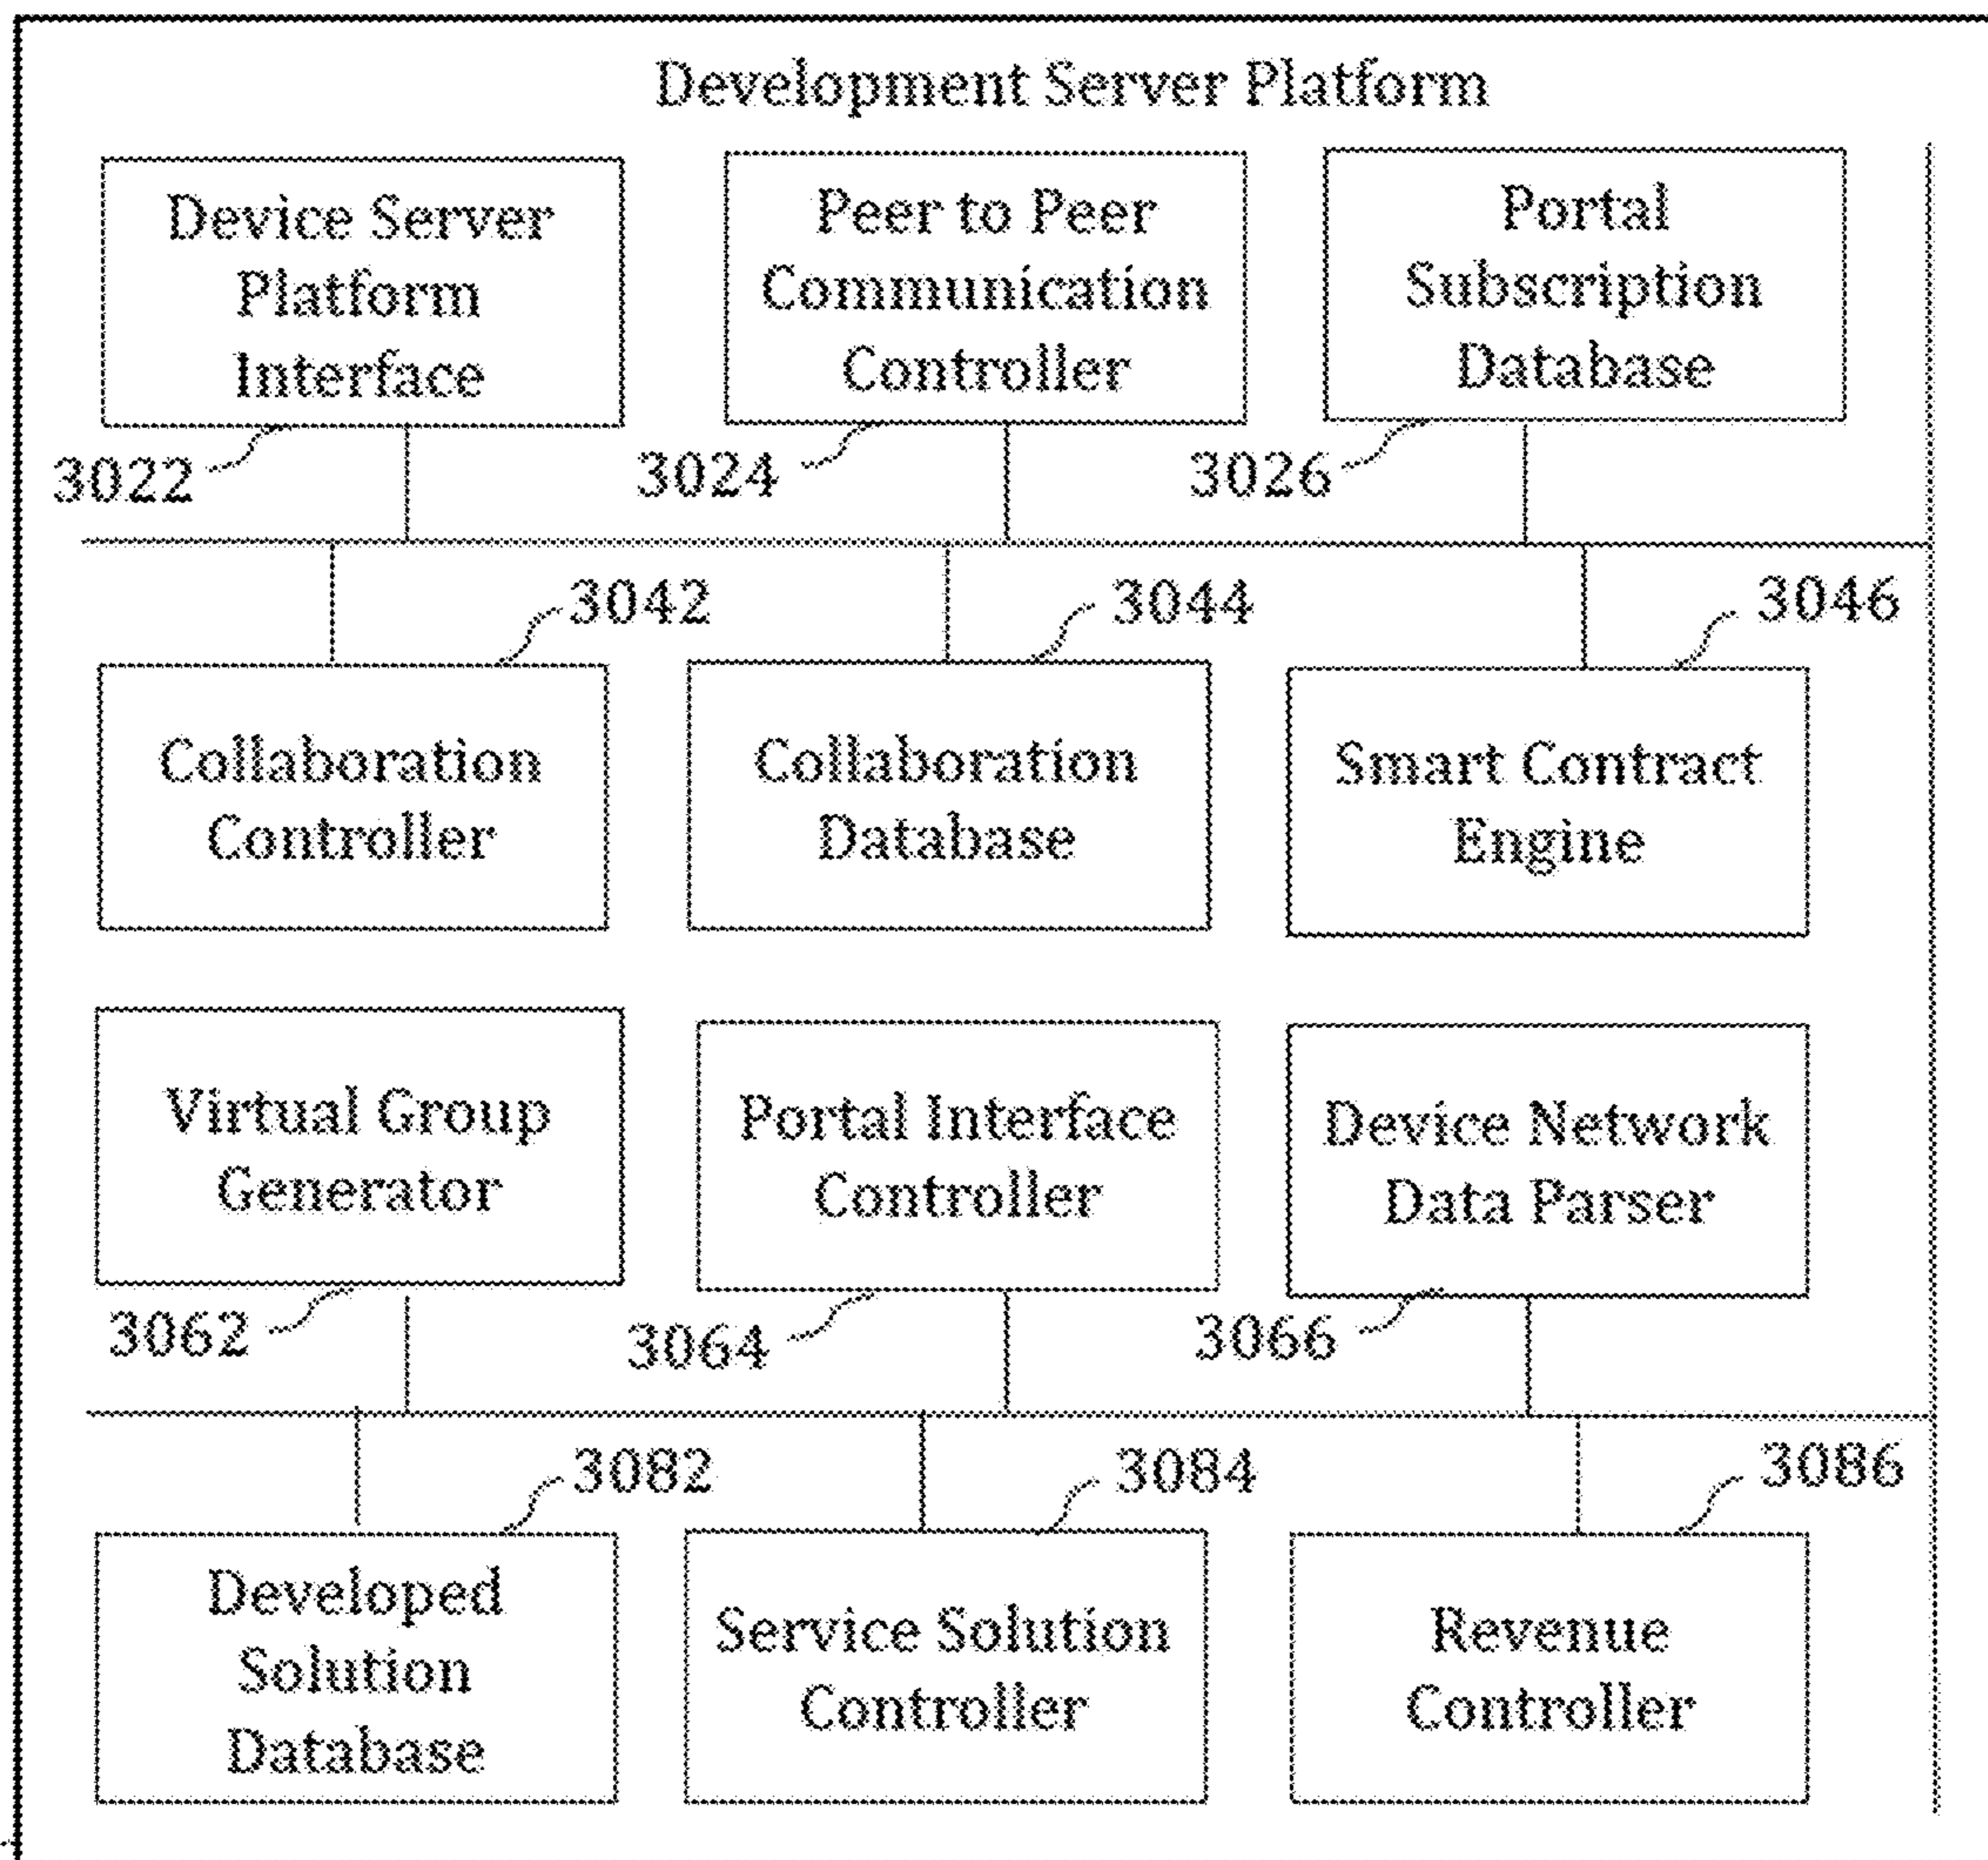 Development Server Platform
Device Server
Platform
Interface
Peer to Peer
Communication
Controller
Portal
Subscription
Database
3022
3024
3026
3042
3044
3046
Collaboration
Controller
Collaboration
Database
Smart Contract
Engine
Virtual Group
Generator
Portal Interface
Controller
Device Network
Data Parser
3062
3064
3066
3082
3084
3086
Developed
Solution
Database
Service Solution
Controller
Revenue
Controller